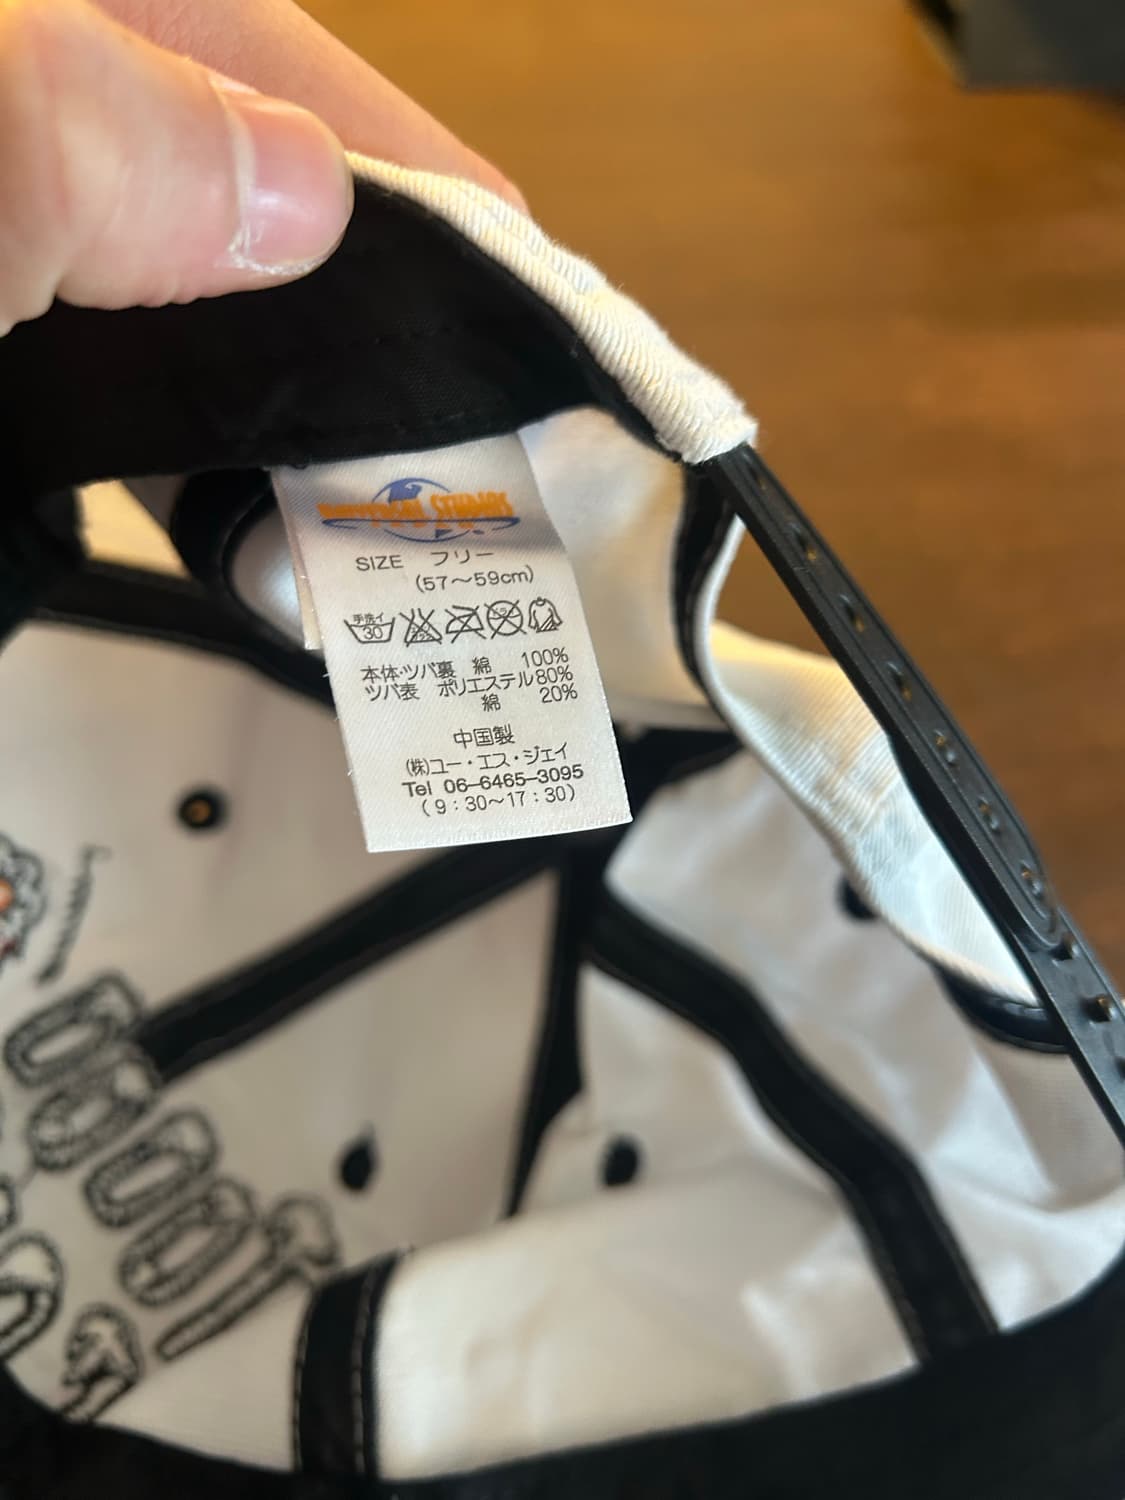 UNIVERSAL STUDIOS
SIZE フリー
(57～59cm)
手洗イ
30
本体・ツバ裏 綿 100%
ツバ表 ポリエステル80%
綿 20%
中国製
(株)ユー・エス・ジェイ
Tel 06-6465-3095
(9:30～17:30)